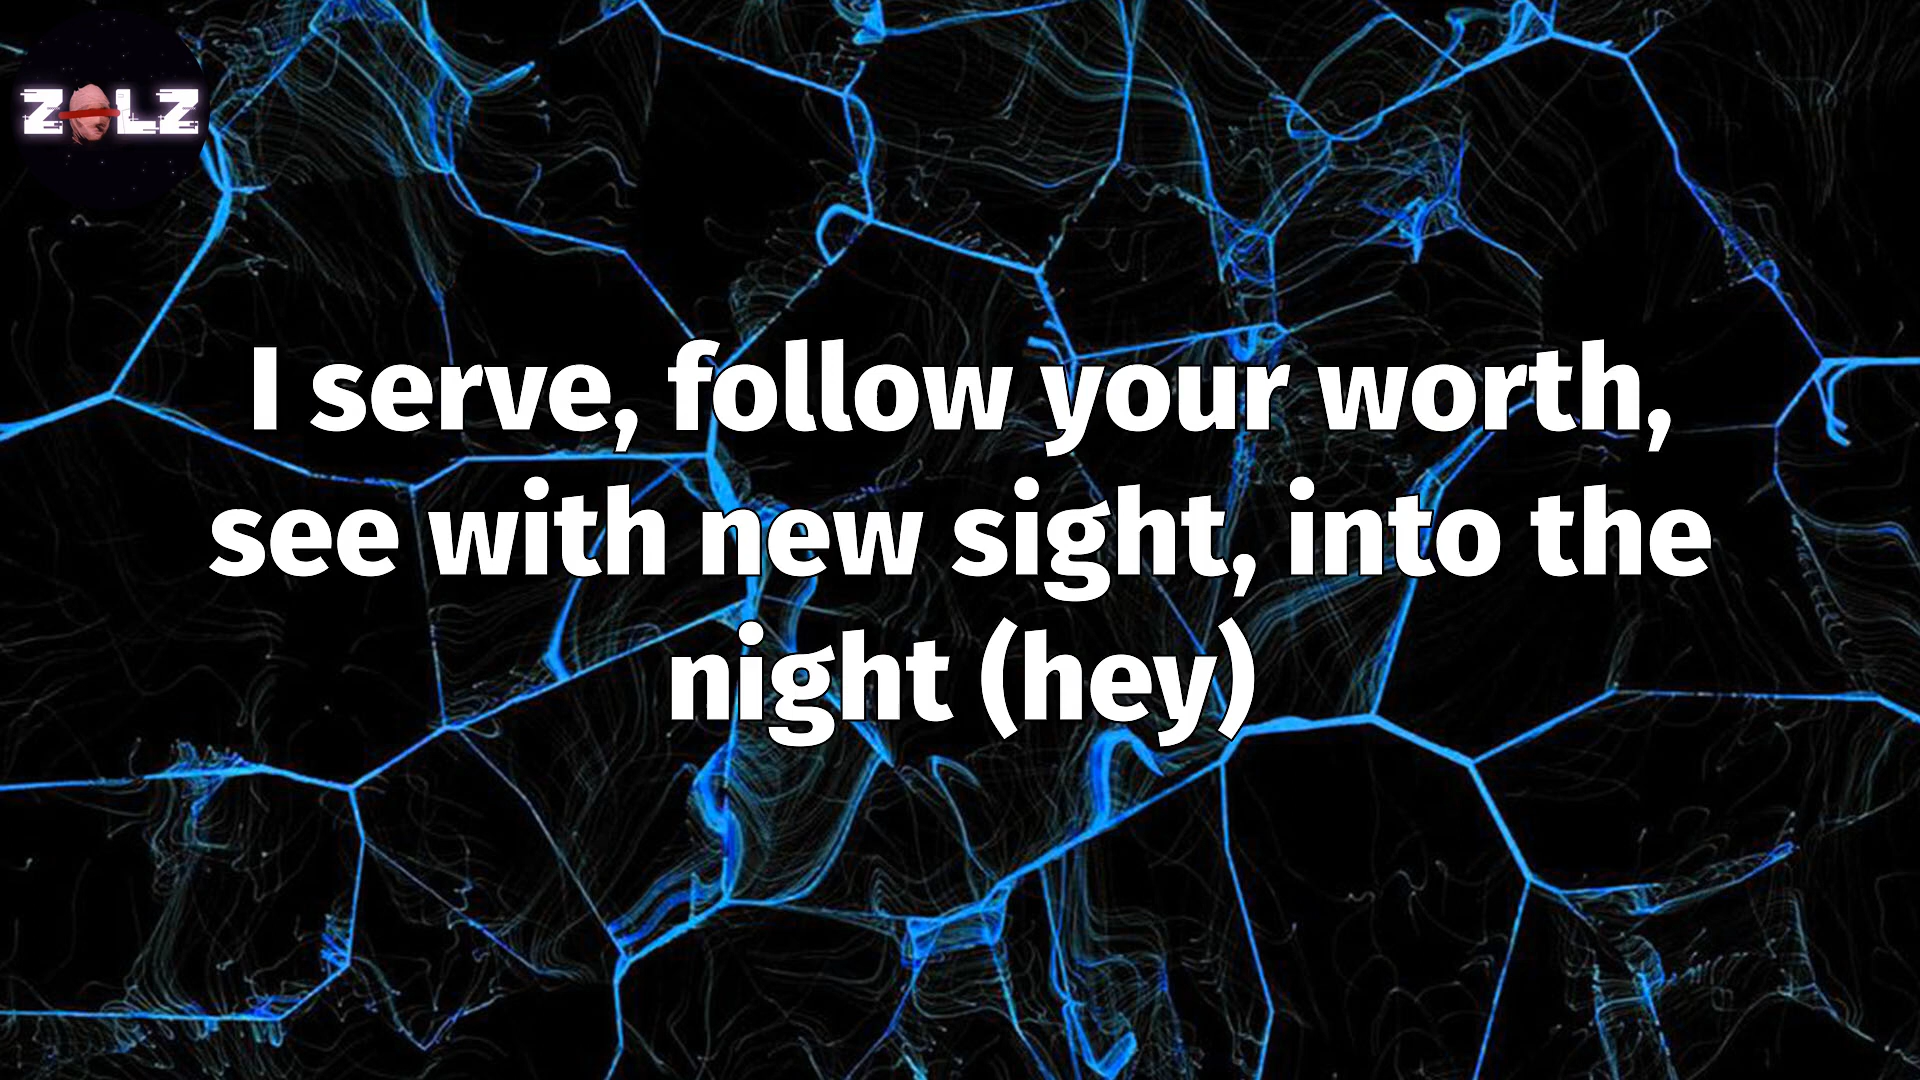 ZOLZ
I serve, follow your worth,
see with new sight, into the
night (hey)